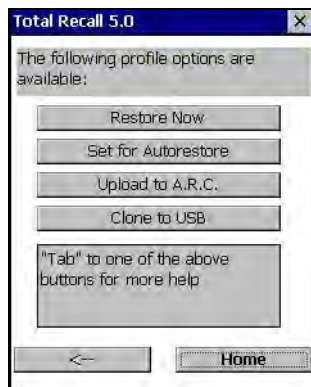 Total Recall 5.0
The following profile options are
available:
Restore Now
Set for Autorestore
Upload to A.R.C.
Clone to USB
"Tab" to one of the above
buttons for more help
<--
Home